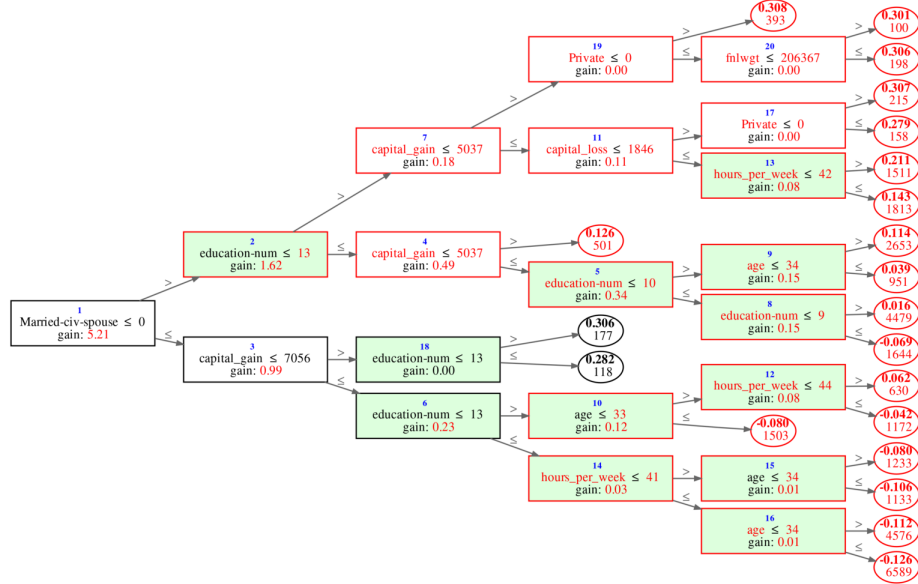 1
Married-civ-spouse ≤ 0
gain: 5.21
>
≤
2
education-num ≤ 13
gain: 1.62
>
≤
3
capital_gain ≤ 7056
gain: 0.99
>
≤
7
capital_gain ≤ 5037
gain: 0.18
>
≤
4
capital_gain ≤ 5037
gain: 0.49
>
≤
18
education-num ≤ 13
gain: 0.00
>
≤
6
education-num ≤ 13
gain: 0.23
>
≤
19
Private ≤ 0
gain: 0.00
>
≤
11
capital_loss ≤ 1846
gain: 0.11
>
≤
0.126
501
5
education-num ≤ 10
gain: 0.34
>
≤
0.306
177
0.282
118
10
age ≤ 33
gain: 0.12
>
≤
14
hours_per_week ≤ 41
gain: 0.03
>
≤
0.308
393
20
fnlwgt ≤ 206367
gain: 0.00
>
≤
17
Private ≤ 0
gain: 0.00
>
≤
13
hours_per_week ≤ 42
gain: 0.08
>
≤
9
age ≤ 34
gain: 0.15
>
≤
8
education-num ≤ 9
gain: 0.15
>
≤
12
hours_per_week ≤ 44
gain: 0.08
>
≤
-0.080
1503
15
age ≤ 34
gain: 0.01
>
≤
16
age ≤ 34
gain: 0.01
>
≤
0.301
100
0.306
198
0.307
215
0.279
158
0.211
1511
0.143
1813
0.114
2653
0.039
951
0.016
4479
-0.069
1644
0.062
630
-0.042
1172
-0.080
1233
-0.106
1133
-0.112
4576
-0.126
6589